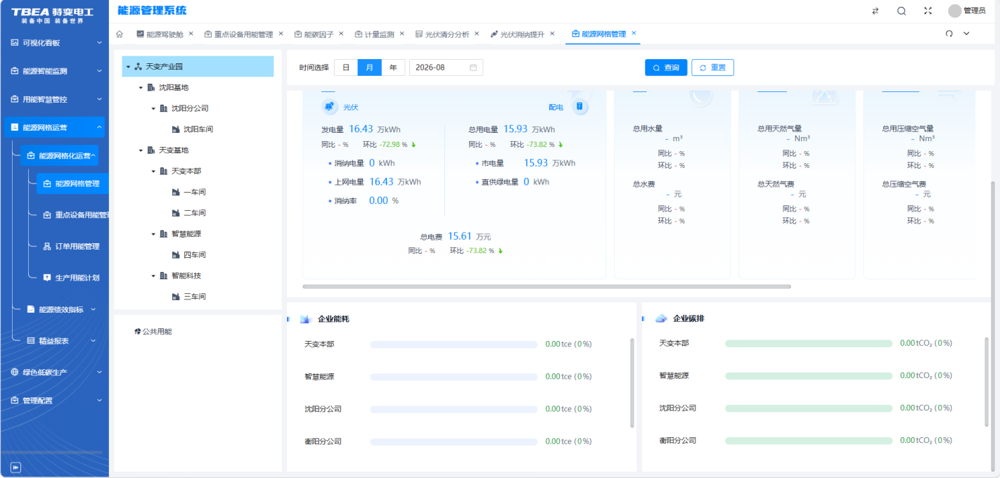 TBEA 特变电工
装备中国 装备世界
能源管理系统
管理员
能源驾驶舱 ×
重点设备用能管理 ×
能碳因子 ×
计量监测 ×
光伏清分分析 ×
光伏消纳提升 ×
能源网格管理 ×
可视化看板
能源智能监测
用能智慧管控
能源网格运营
能源网格化运营
能源网格管理
重点设备用能管理
订单用能管理
生产用能计划
能源绩效指标
精益报表
绿色低碳生产
管理配置
天变产业园
沈阳基地
沈阳分公司
沈阳车间
天变基地
天变本部
一车间
二车间
智慧能源
四车间
智能科技
三车间
公共用能
时间选择 日 月 年 2026-08 查询 重置
光伏
发电量 16.43 万kWh
同比 - % 环比 -72.98 %
消纳电量 0 kWh
上网电量 16.43 万kWh
消纳率 0.00 %
配电
总用电量 15.93 万kWh
同比 - % 环比 -73.82 %
市电量 15.93 万kWh
直供绿电量 0 kWh
总电费 15.61 万元
同比 - % 环比 -73.82 %
总用水量
- m³
同比 - %
环比 - %
总水费
- 元
同比 - %
环比 - %
总用天然气量
- Nm³
同比 - %
环比 - %
总天然气费
- 元
同比 - %
环比 - %
总用压缩空气量
- Nm³
同比 - %
环比 - %
总压缩空气费
- 元
同比 - %
环比 - %
企业能耗
天变本部 0.00 tce (0%)
智慧能源 0.00 tce (0%)
沈阳分公司 0.00 tce (0%)
衡阳分公司 0.00 tce (0%)
企业碳排
天变本部 0.00 tCO₂ (0%)
智慧能源 0.00 tCO₂ (0%)
沈阳分公司 0.00 tCO₂ (0%)
衡阳分公司 0.00 tCO₂ (0%)